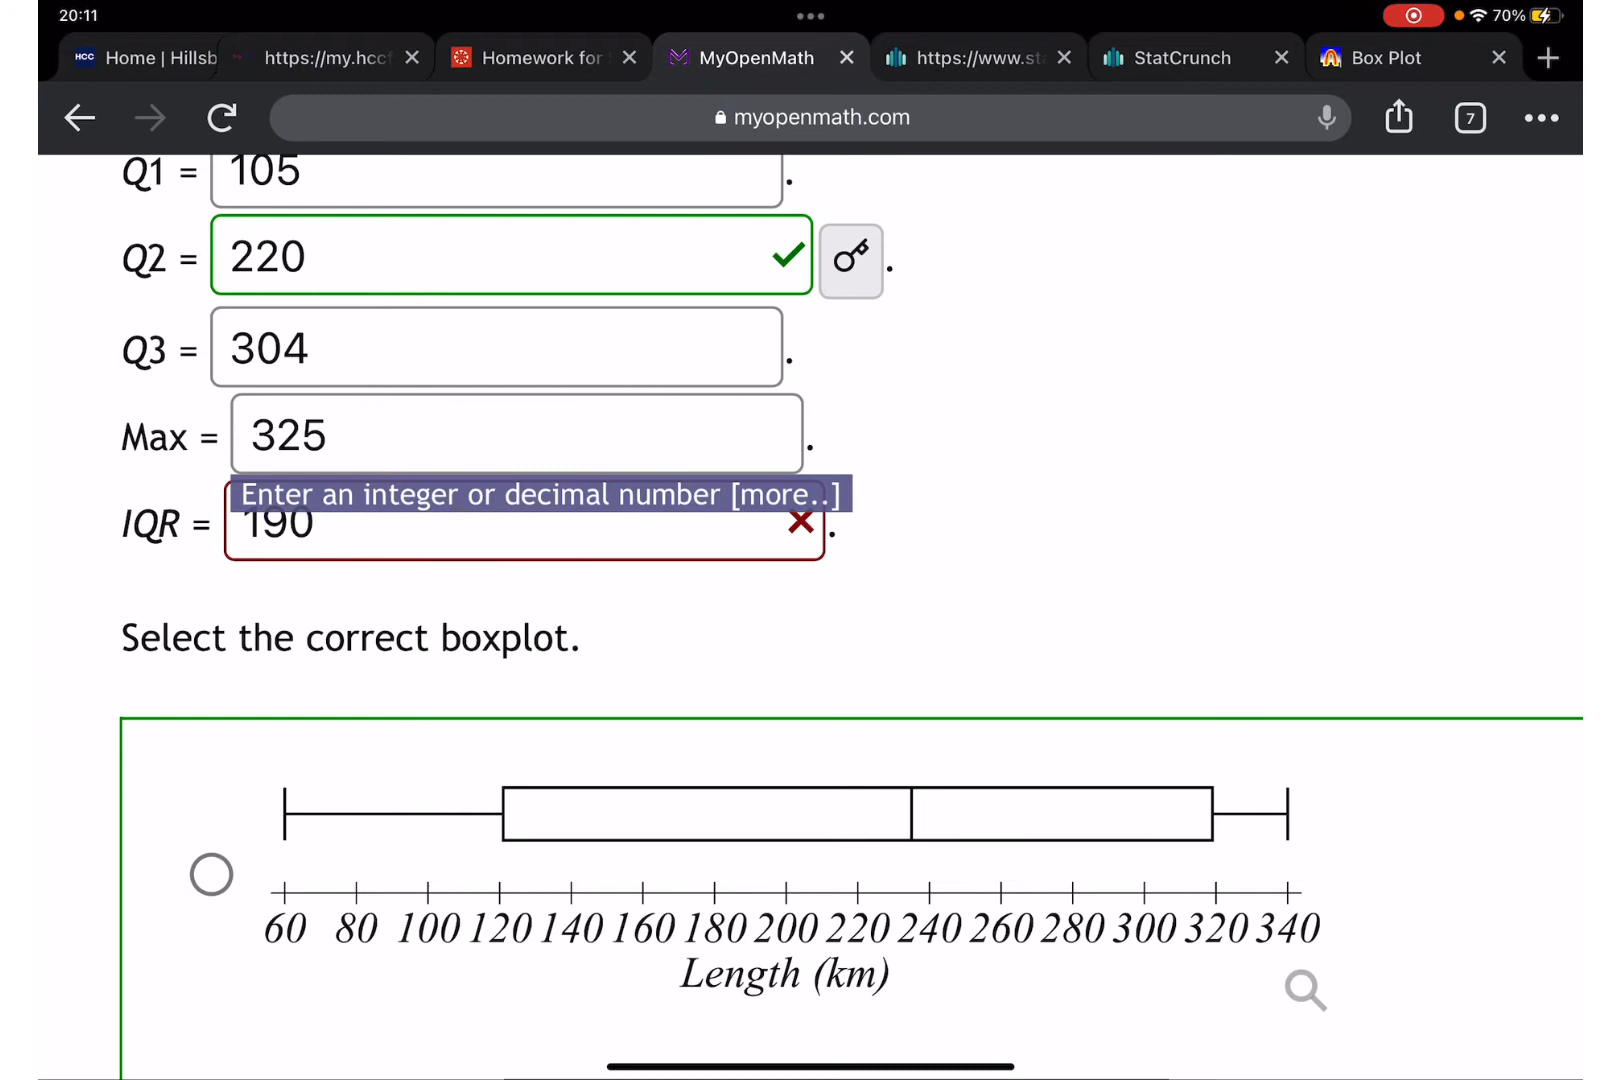 20:11
70%
HCC Home | Hillsb
https://my.hccf
Homework for
MyOpenMath
https://www.st
StatCrunch
Box Plot
myopenmath.com
7
Q1 = 105 .
Q2 = 220 .
Q3 = 304 .
Max = 325 .
Enter an integer or decimal number [more..]
IQR = 190 .
Select the correct boxplot.
60 80 100 120 140 160 180 200 220 240 260 280 300 320 340
Length (km)